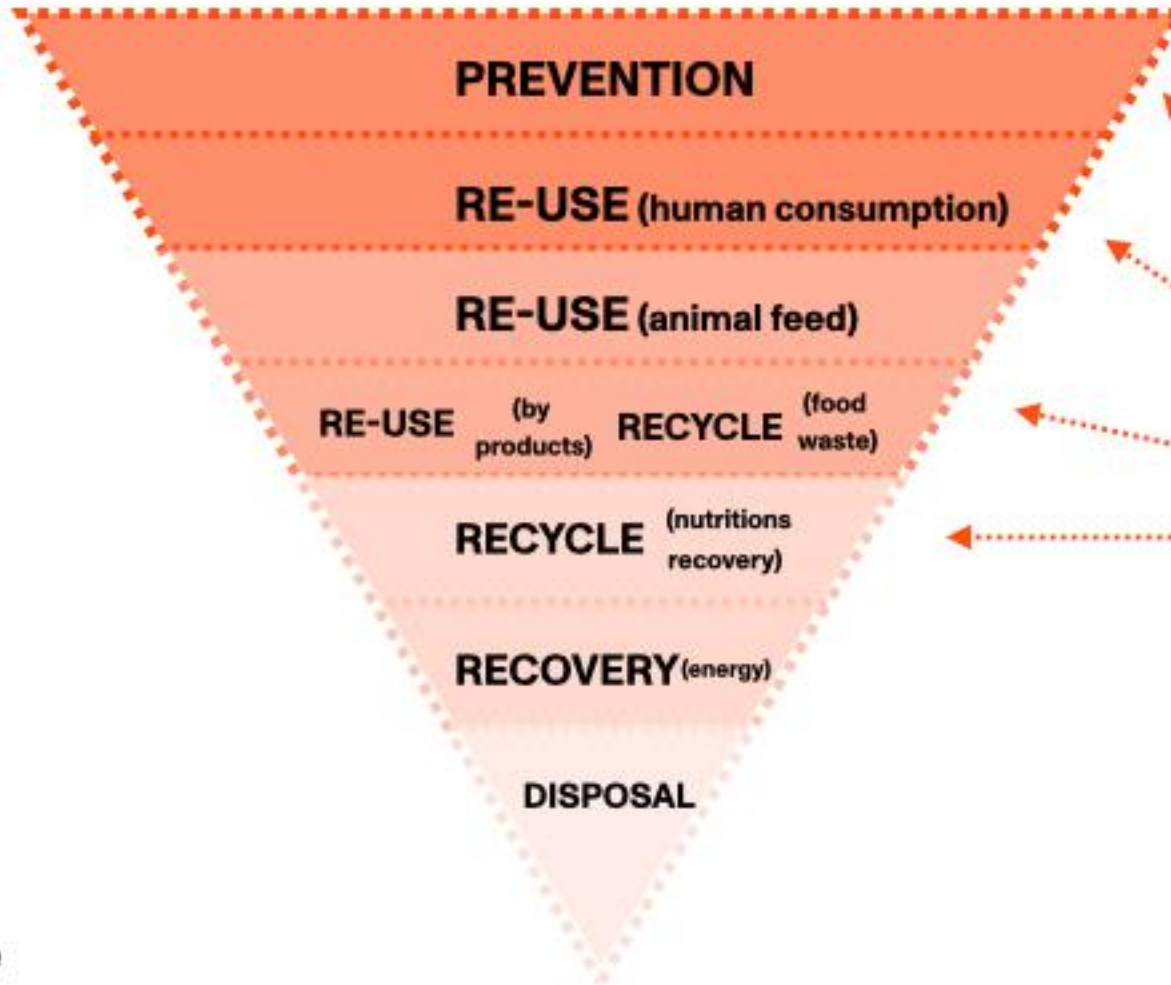 PREVENTION
RE-USE (human consumption)
RE-USE (animal feed)
RE-USE (by products) RECYCLE (food waste)
RECYCLE (nutritions recovery)
RECOVERY (energy)
DISPOSAL